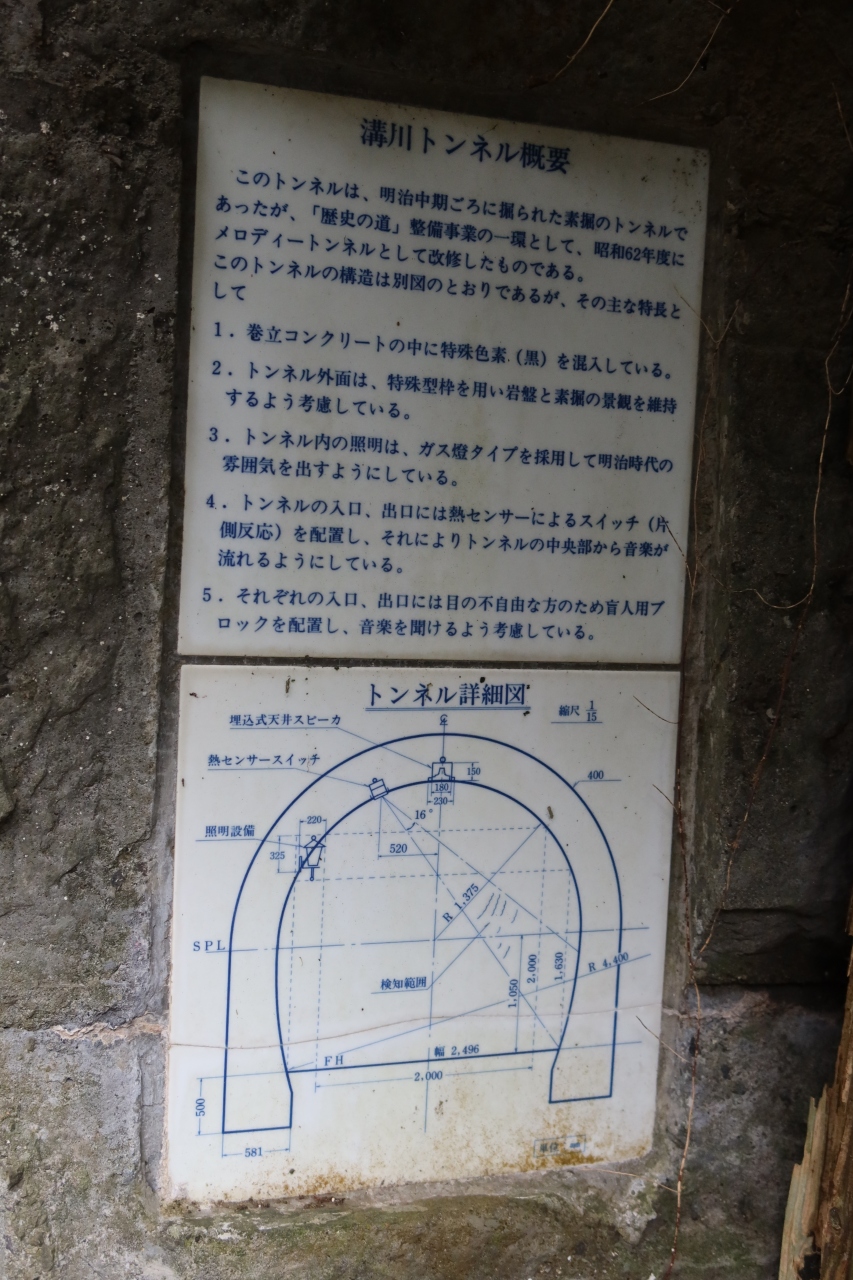 溝川トンネル概要
このトンネルは、明治中期ごろに掘られた素掘のトンネルで
あったが、「歴史の道」整備事業の一環として、昭和62年度に
メロディートンネルとして改修したものである。
このトンネルの構造は別図のとおりであるが、その主な特長と
して
1．巻立コンクリートの中に特殊色素（黒）を混入している。
2．トンネル外面は、特殊型枠を用い岩盤と素掘の景観を維持
するよう考慮している。
3．トンネル内の照明は、ガス燈タイプを採用して明治時代の
雰囲気を出すようにしている。
4．トンネルの入口、出口には熱センサーによるスイッチ（片
側反応）を配置し、それによりトンネルの中央部から音楽が
流れるようにしている。
5．それぞれの入口、出口には目の不自由な方のため盲人用ブ
ロックを配置し、音楽を聞けるよう考慮している。
トンネル詳細図
縮尺 1/15
埋込式天井スピーカ
℄
熱センサースイッチ
150
400
180
230
照明設備
220
16°
325
520
R 1,375
SPL
検知範囲
1,050
2,000
1,630
R 4,400
FH
幅 2,496
2,000
500
581